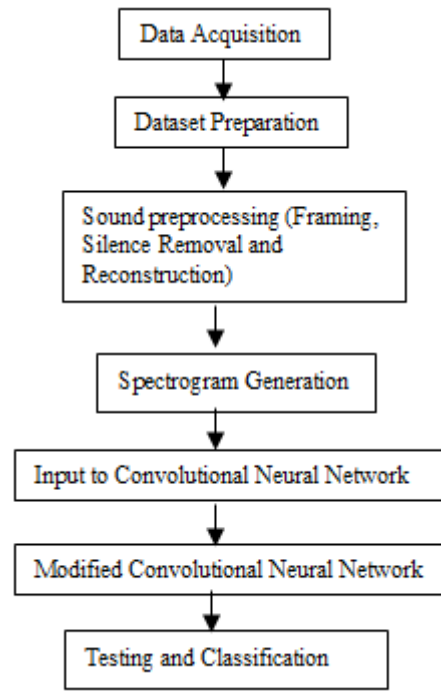 Data Acquisition
Dataset Preparation
Sound preprocessing (Framing,
Silence Removal and
Reconstruction)
Spectrogram Generation
Input to Convolutional Neural Network
Modified Convolutional Neural Network
Testing and Classification